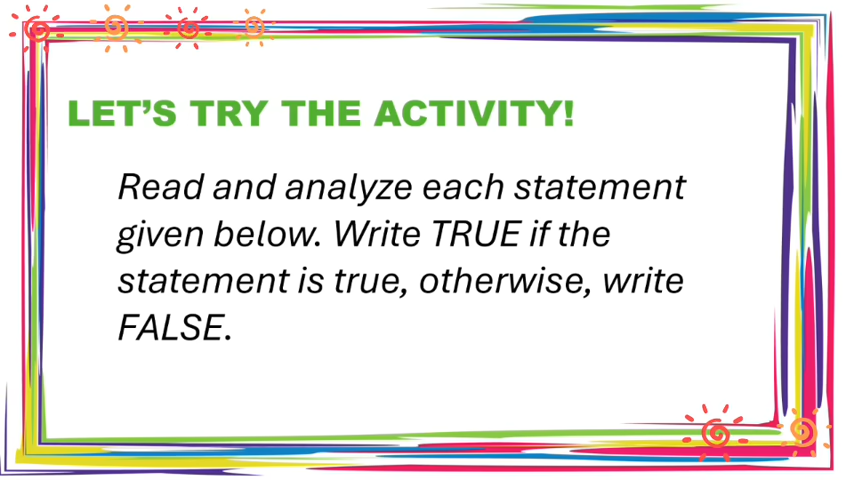 LET’S TRY THE ACTIVITY!
Read and analyze each statement
given below. Write TRUE if the
statement is true, otherwise, write
FALSE.